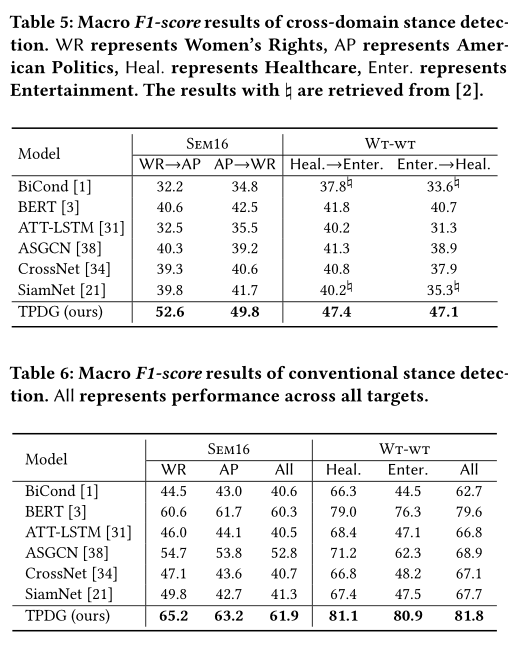 Table 5: Macro F1-score results of cross-domain stance detec-
tion. WR represents Women's Rights, AP represents Amer-
ican Politics, Heal. represents Healthcare, Enter. represents
Entertainment. The results with ♮ are retrieved from [2].
Model SEM16 WT-WT
WR→AP AP→WR Heal.→Enter. Enter.→Heal.
BiCond [1] 32.2 34.8 37.8♮ 33.6♮
BERT [3] 40.6 42.5 41.8 40.7
ATT-LSTM [31] 32.5 35.5 40.2 31.3
ASGCN [38] 40.3 39.2 41.3 38.9
CrossNet [34] 39.3 40.6 40.8 37.9
SiamNet [21] 39.8 41.7 40.2♮ 35.3♮
TPDG (ours) 52.6 49.8 47.4 47.1
Table 6: Macro F1-score results of conventional stance detec-
tion. All represents performance across all targets.
Model SEM16 WT-WT
WR AP All Heal. Enter. All
BiCond [1] 44.5 43.0 40.6 66.3 44.5 62.7
BERT [3] 60.6 61.7 60.3 79.0 76.3 79.6
ATT-LSTM [31] 46.0 44.1 40.5 68.4 47.1 66.8
ASGCN [38] 54.7 53.8 52.8 71.2 62.3 68.9
CrossNet [34] 47.1 43.6 40.7 66.8 48.2 67.1
SiamNet [21] 49.8 42.7 41.3 67.4 47.5 67.7
TPDG (ours) 65.2 63.2 61.9 81.1 80.9 81.8